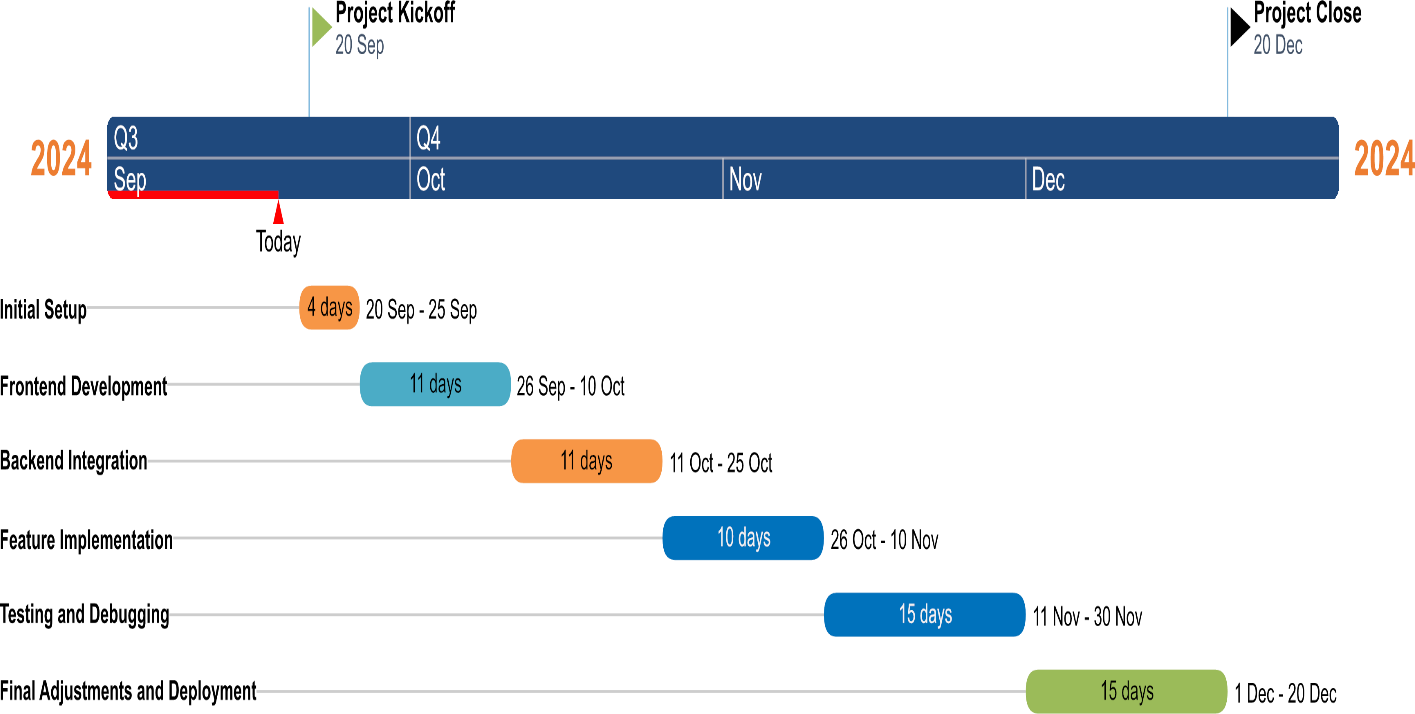 Project Kickoff
20 Sep
Project Close
20 Dec
2024
Q3
Q4
2024
Sep
Oct
Nov
Dec
Today
Initial Setup
4 days
20 Sep - 25 Sep
Frontend Development
11 days
26 Sep - 10 Oct
Backend Integration
11 days
11 Oct - 25 Oct
Feature Implementation
10 days
26 Oct - 10 Nov
Testing and Debugging
15 days
11 Nov - 30 Nov
Final Adjustments and Deployment
15 days
1 Dec - 20 Dec